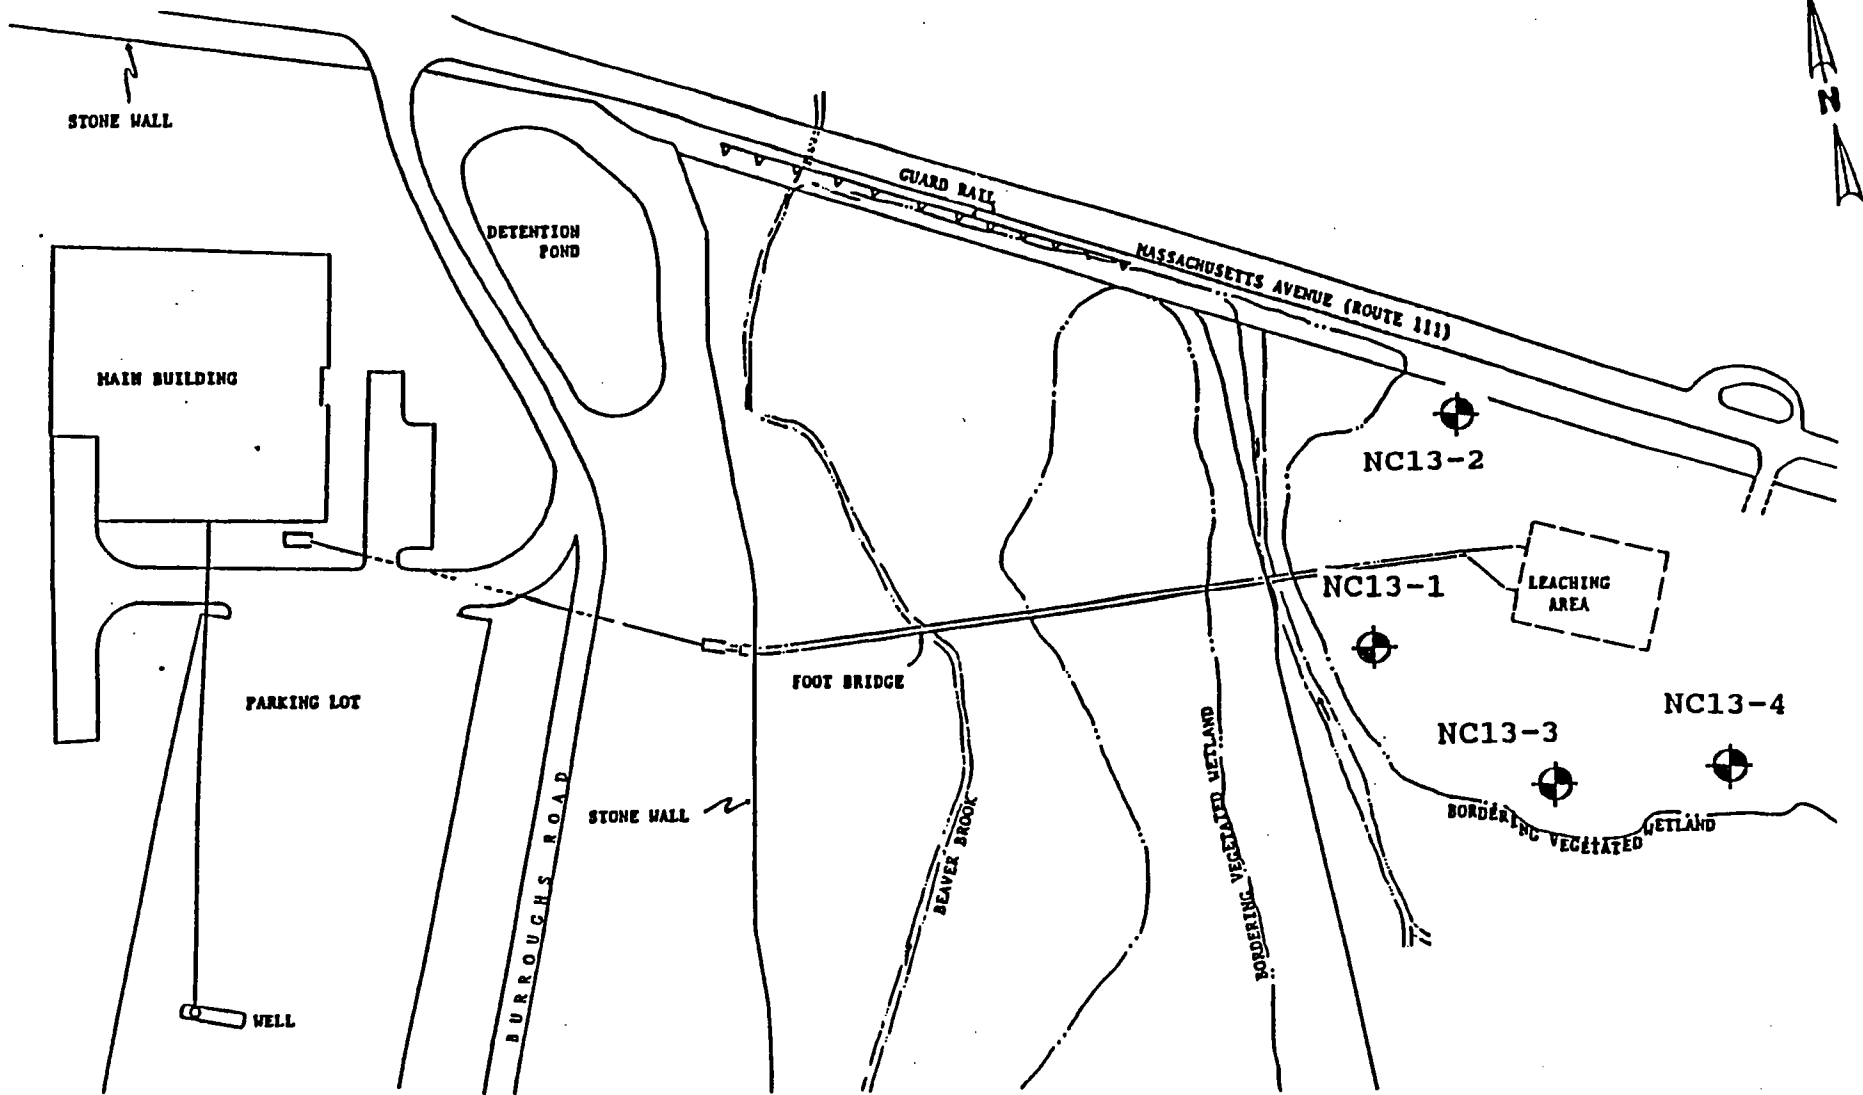 N
STONE WALL
GUARD RAIL
DETENTION
POND
MASSACHUSETTS AVENUE (ROUTE 111)
MAIN BUILDING
NC13-2
NC13-1
LEACHING
AREA
FOOT BRIDGE
PARKING LOT
NC13-4
NC13-3
BORDERING VEGETATED WETLAND
BORDERING VEGETATED WETLAND
STONE WALL
BEAVER BROOK
BURROUGHS ROAD
WELL